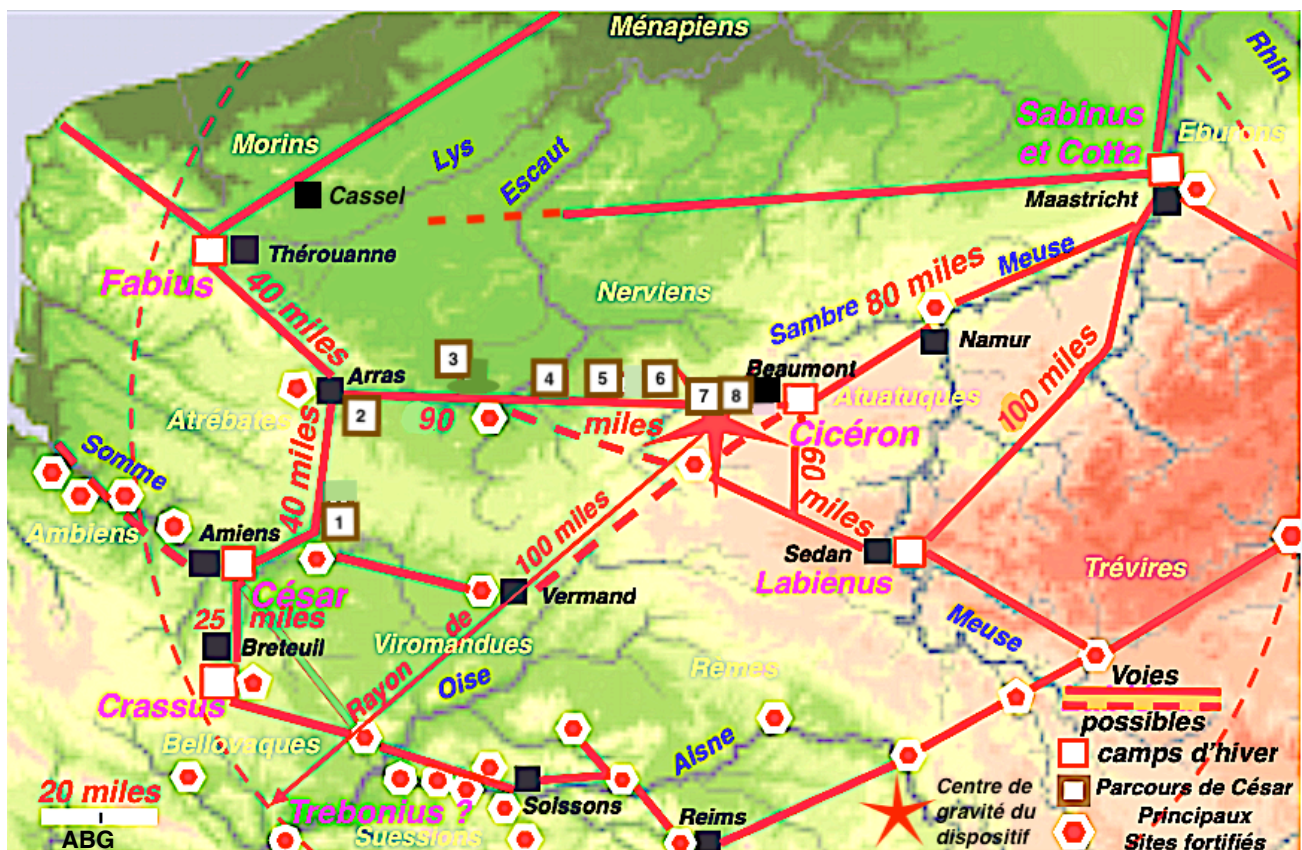 Ménapiens
Rhin
Sabinus
et Cotta
Eburons
Morins
Lys
Escaut
Cassel
Maastricht
Thérouanne
Fabius
40 miles
Nerviens
Meuse
80 miles
Sambre
Namur
Beaumont
3
4
5
6
7
8
Arras
2
Atrébates
90
miles
Atuatuques
100 miles
Cicéron
60
miles
40 miles
Somme
1
Ambiens
Amiens
100 miles
Sedan
Labiénus
Trévires
César
25
miles
Vermand
de
Breteuil
Viromandues
Meuse
Rayon
Oise
Rèmes
Crassus
Bellovaques
Aisne
Voies
possibles
camps d'hiver
20 miles
Trebonius ?
Soissons
Centre de
gravité du
dispositif
Parcours de César
Principaux
Sites fortifiés
ABG
Suessions
Reims